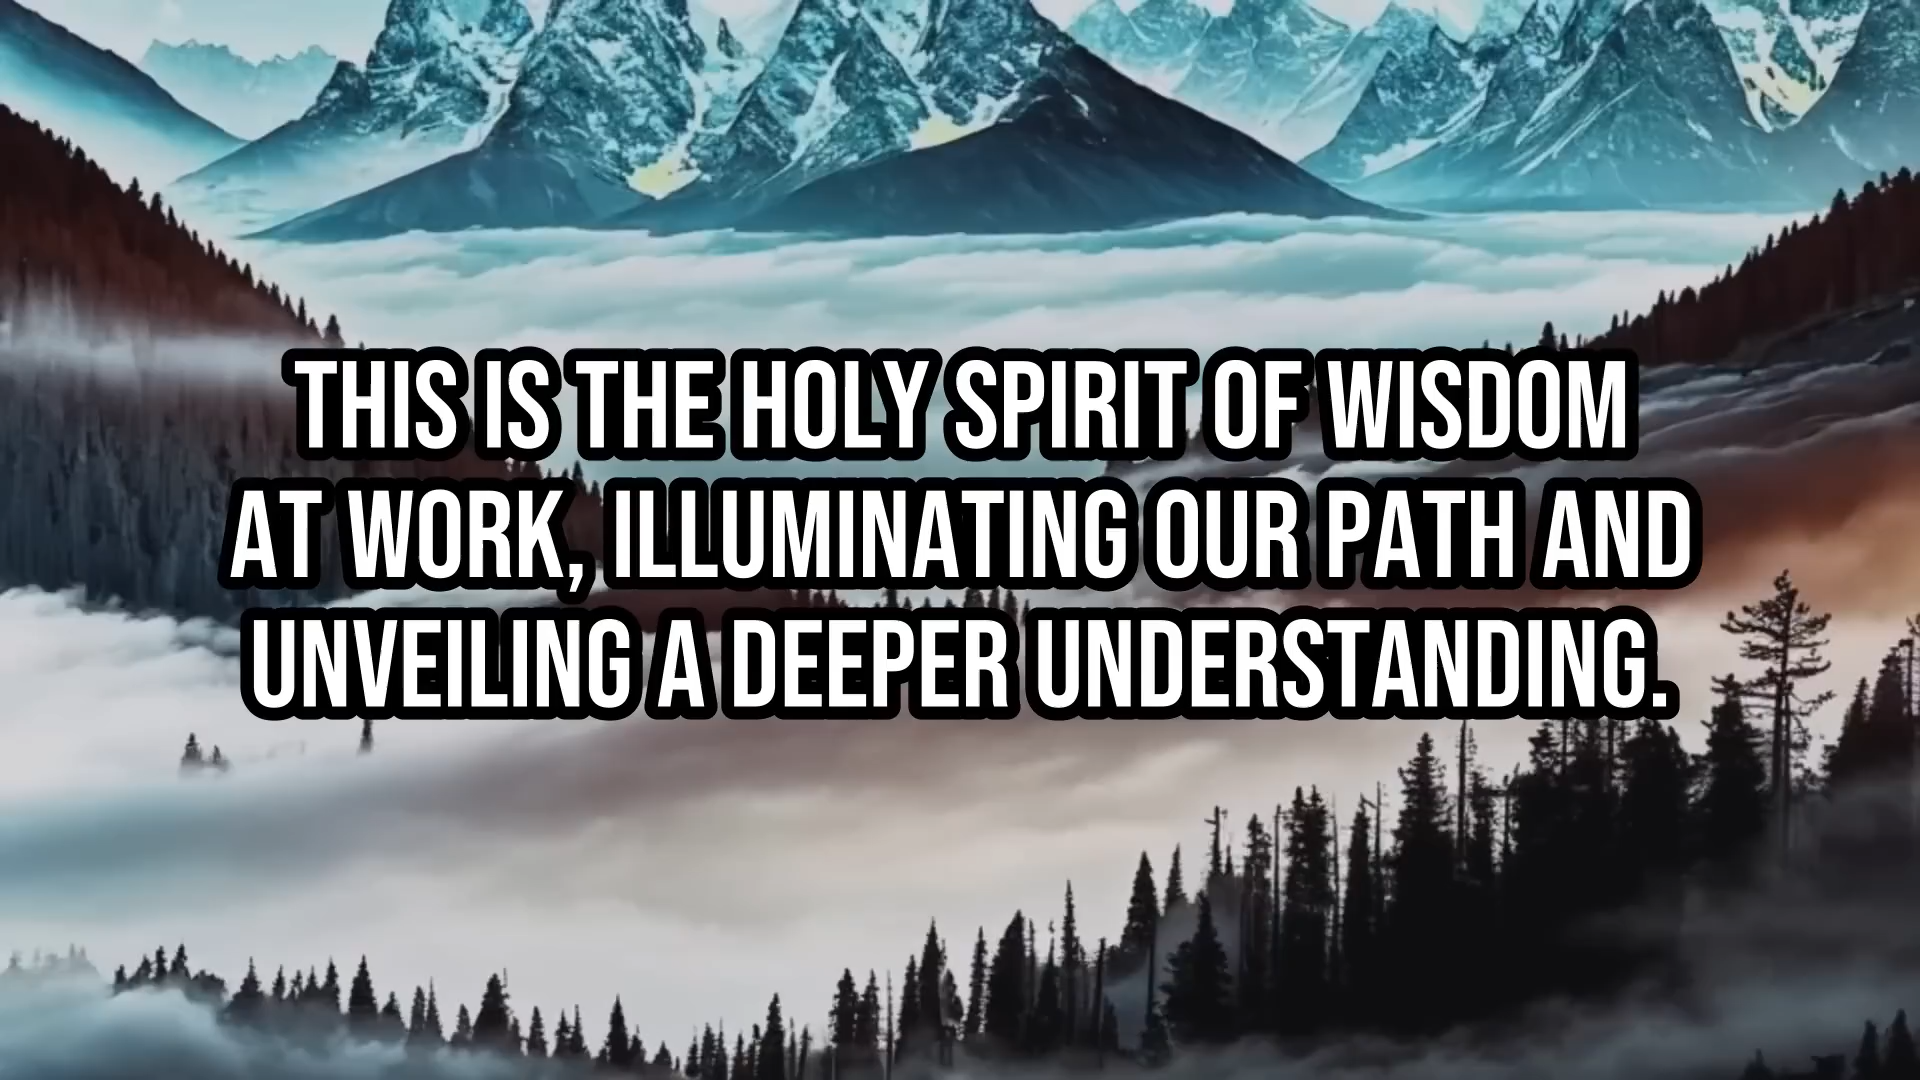 THIS IS THE HOLY SPIRIT OF WISDOM
AT WORK, ILLUMINATING OUR PATH AND
UNVEILING A DEEPER UNDERSTANDING.